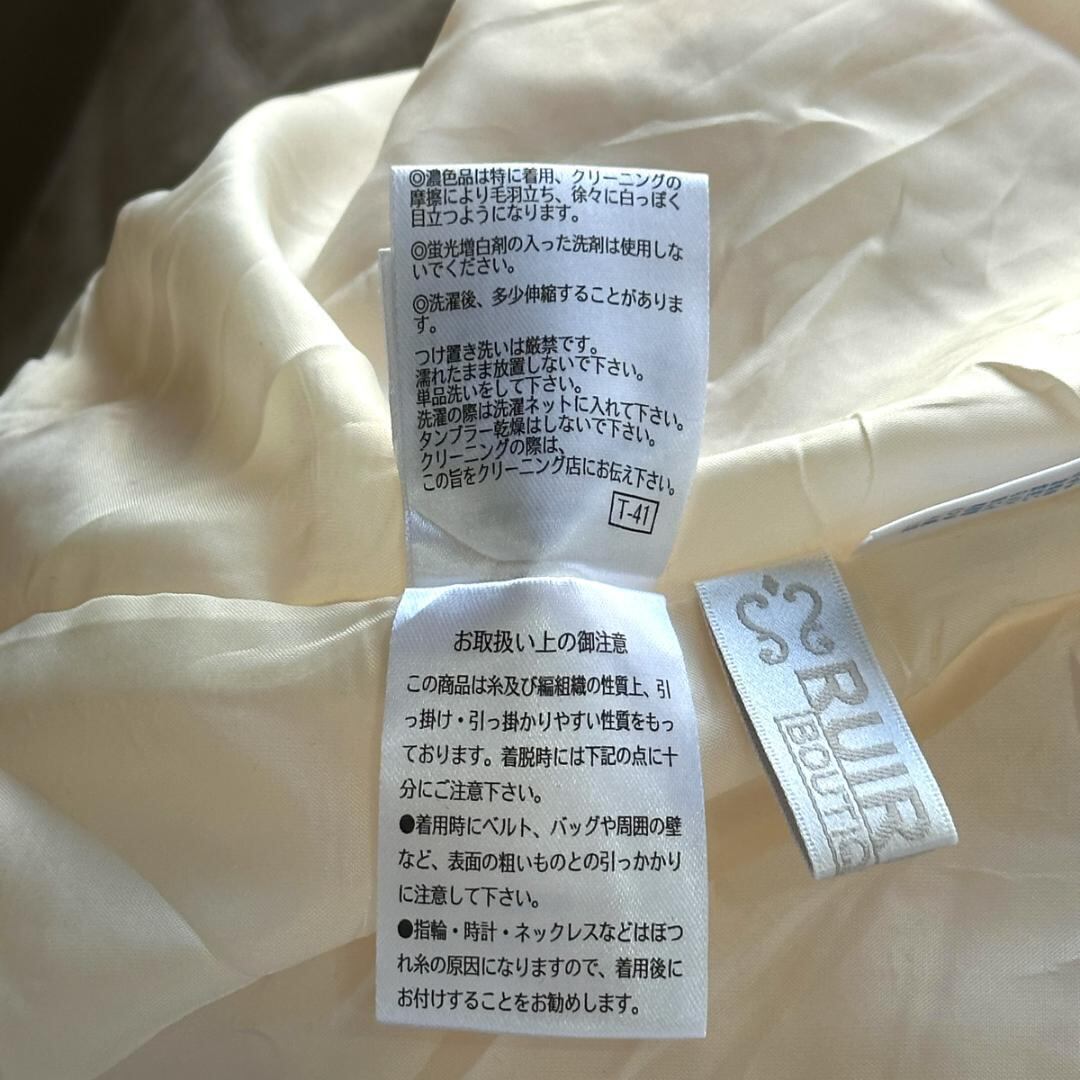 ◎濃色品は特に着用、クリーニングの
摩擦により毛羽立ち、徐々に白っぽく
目立つようになります。
◎蛍光増白剤の入った洗剤は使用しな
いでください。
◎洗濯後、多少伸縮することがありま
す。
つけ置き洗いは厳禁です。
濡れたまま放置しないで下さい。
単品洗いをして下さい。
洗濯の際は洗濯ネットに入れて下さい。
タンブラー乾燥はしないで下さい。
クリーニングの際は、
この旨をクリーニング店にお伝え下さい。
T-41
お取扱い上の御注意
この商品は糸及び編組織の性質上、引
っ掛け・引っ掛かりやすい性質をもっ
ております。着脱時には下記の点に十
分にご注意下さい。
●着用時にベルト、バッグや周囲の壁
など、表面の粗いものとの引っかかり
に注意して下さい。
●指輪・時計・ネックレスなどはほつ
れ糸の原因になりますので、着用後に
お付けすることをお勧めします。
RUIR
BOUTIQ